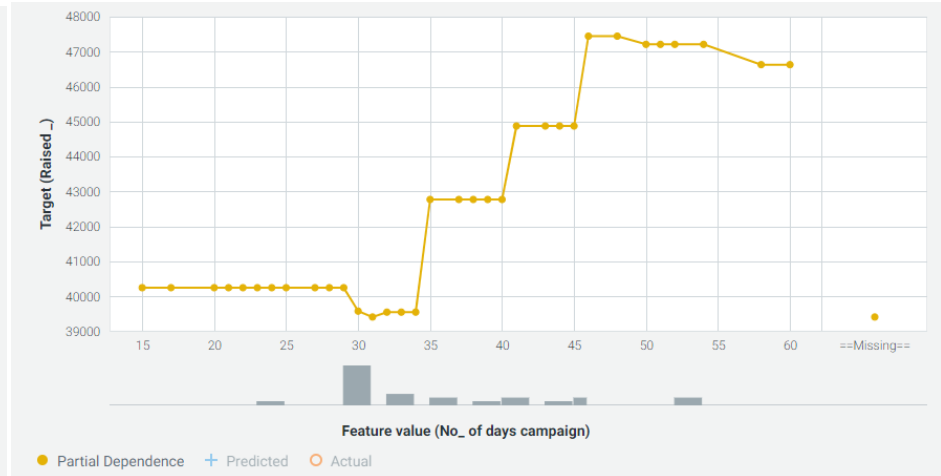 48000
47000
46000
45000
44000
43000
42000
41000
40000
39000
Target (Raised _)
15 20 25 30 35 40 45 50 55 60 ==Missing==
Feature value (No_ of days campaign)
Partial Dependence Predicted Actual